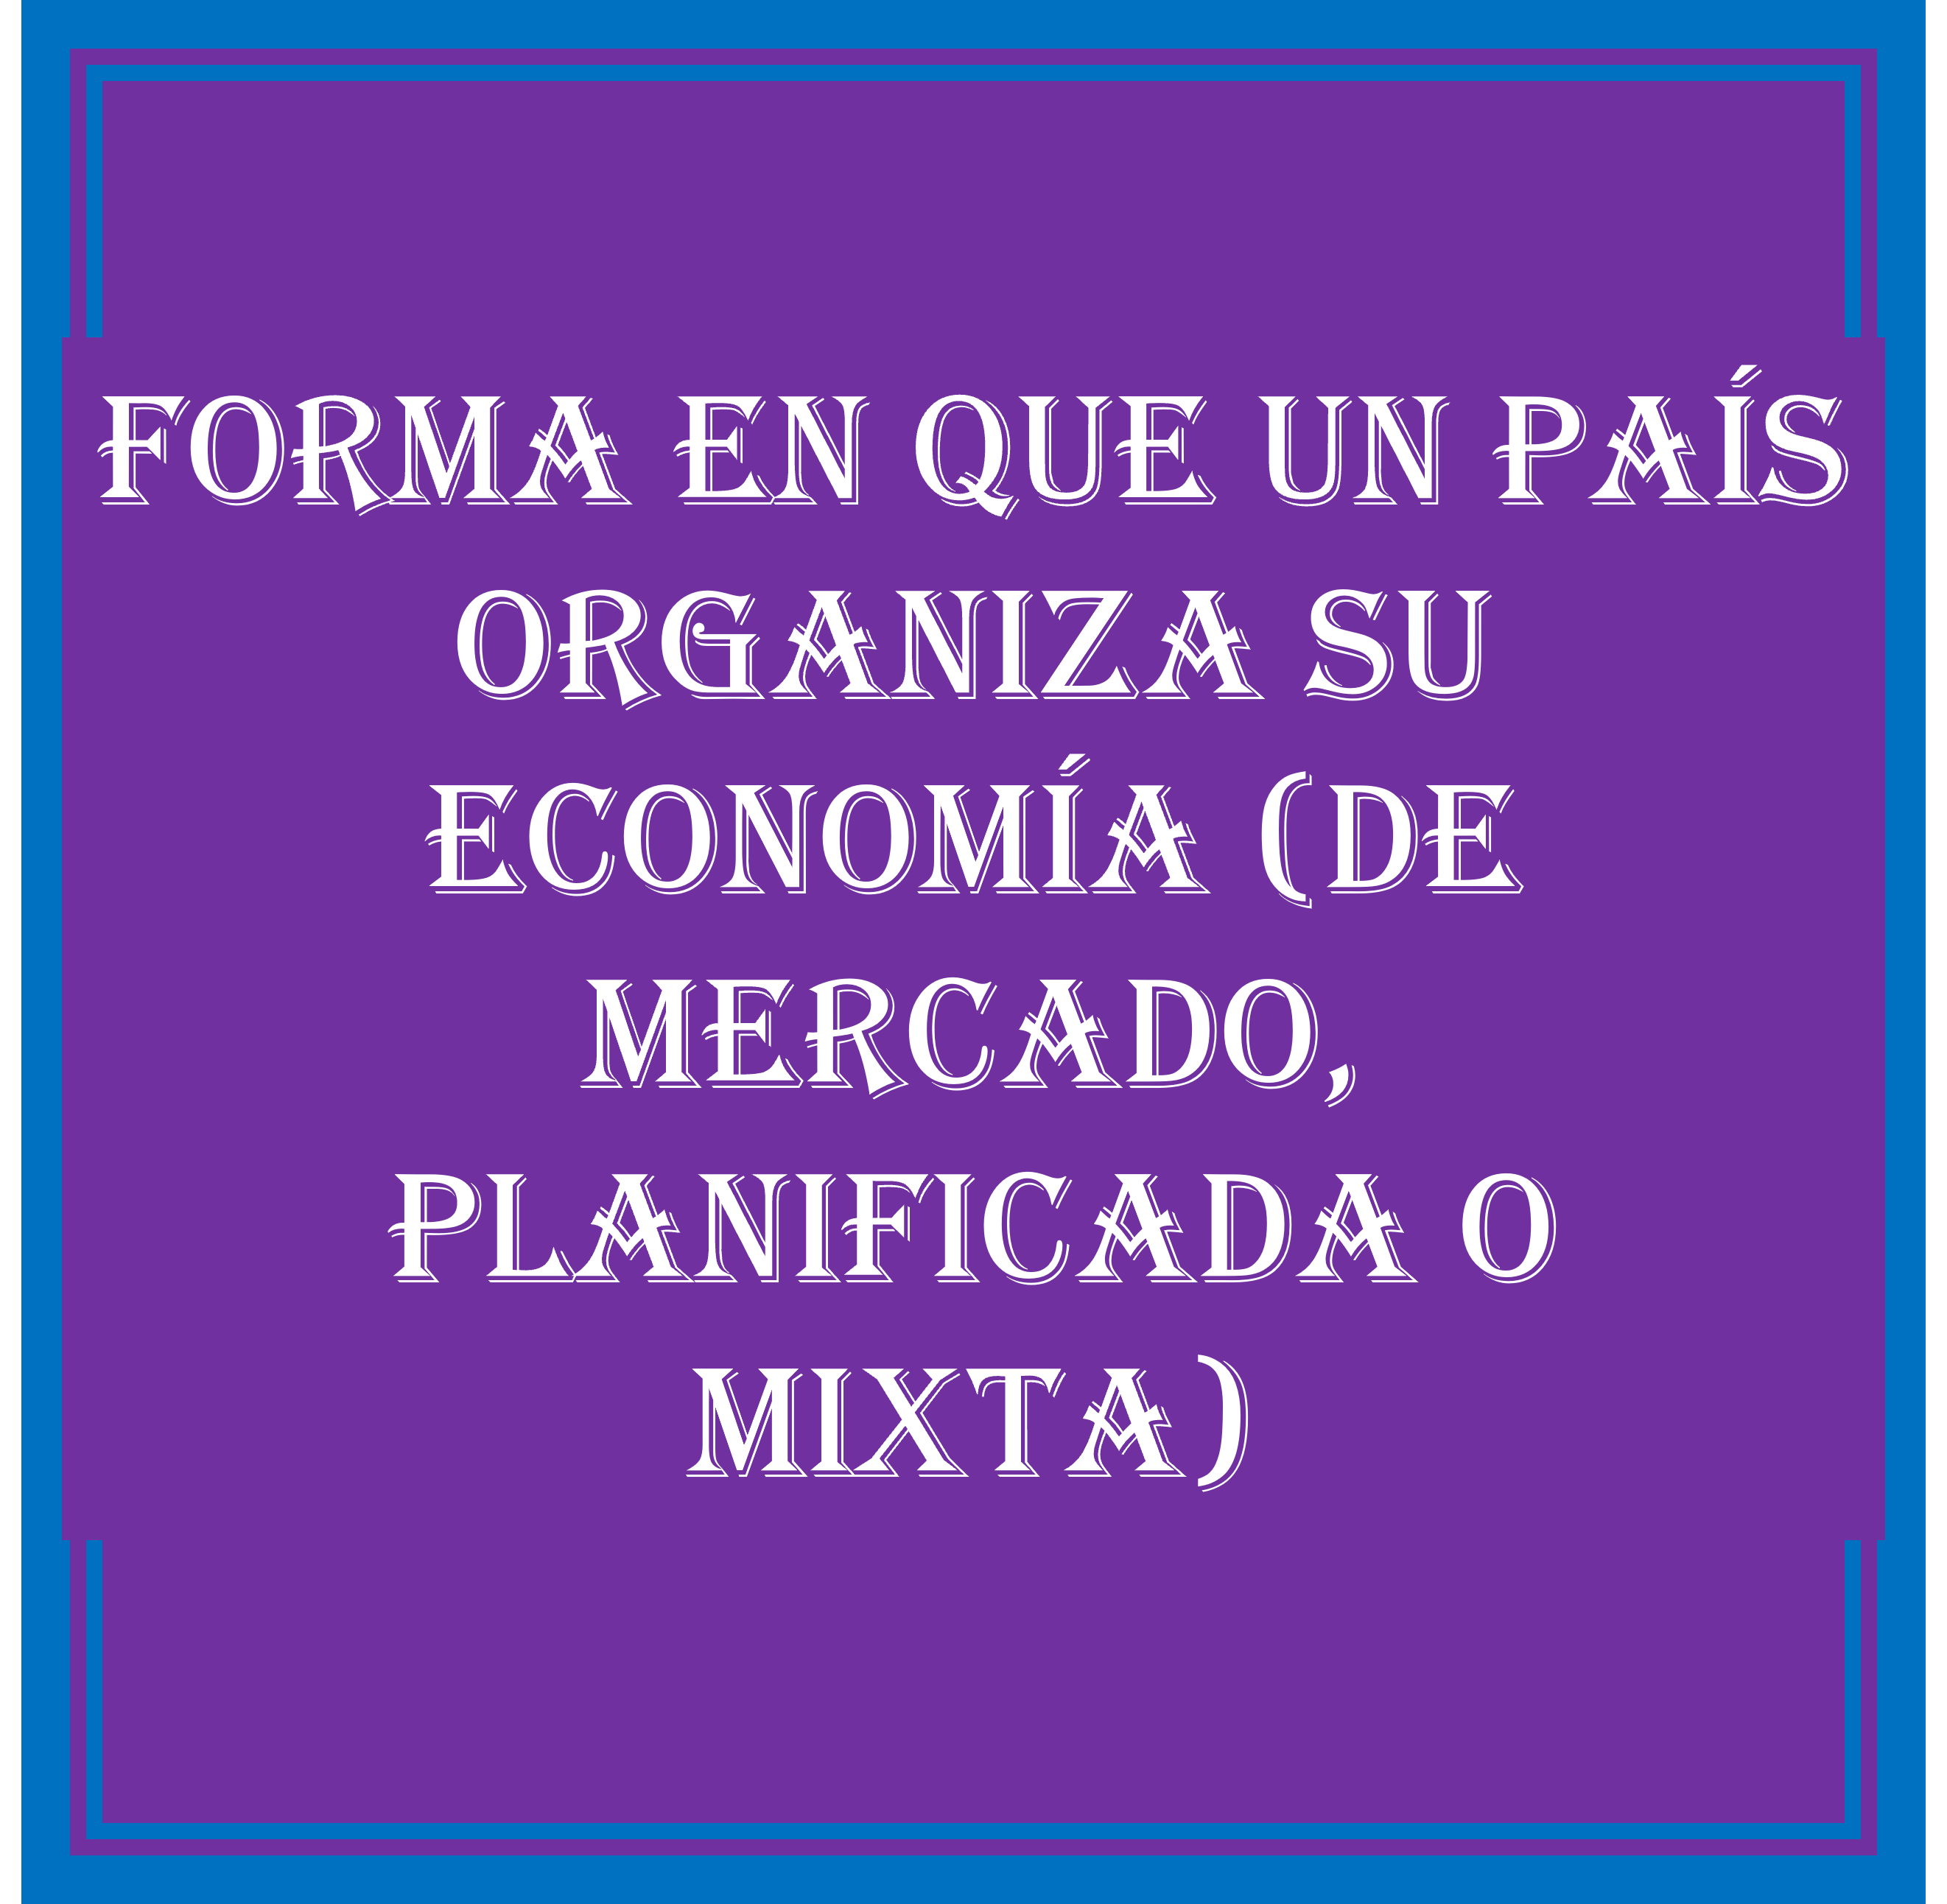 FORMA EN QUE UN PAÍS
ORGANIZA SU
ECONOMÍA (DE
MERCADO,
PLANIFICADA O
MIXTA)